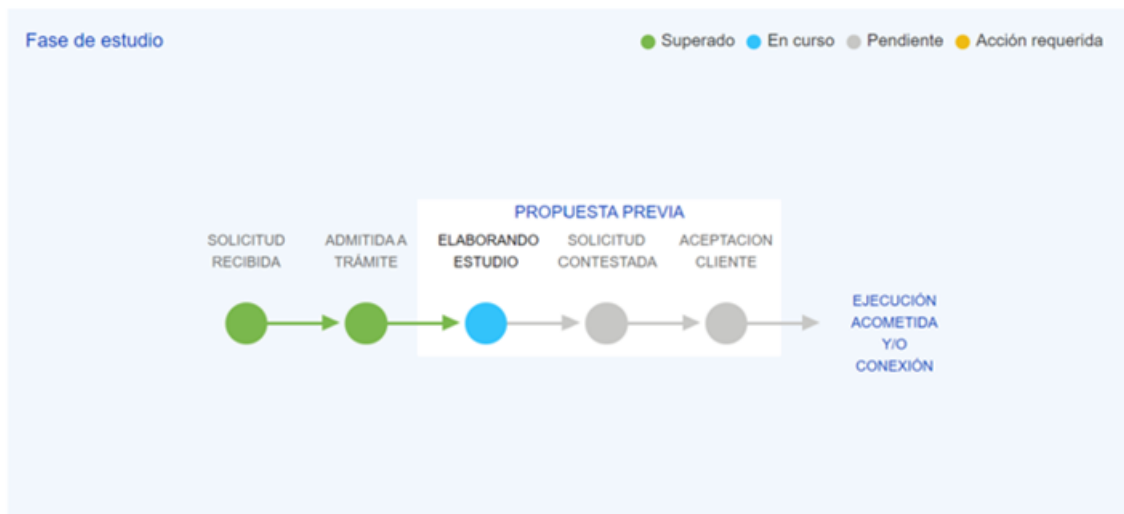 Fase de estudio
Superado En curso Pendiente Acción requerida
PROPUESTA PREVIA
SOLICITUD RECIBIDA
ADMITIDA A TRÁMITE
ELABORANDO ESTUDIO
SOLICITUD CONTESTADA
ACEPTACION CLIENTE
EJECUCIÓN
ACOMETIDA
Y/O
CONEXIÓN